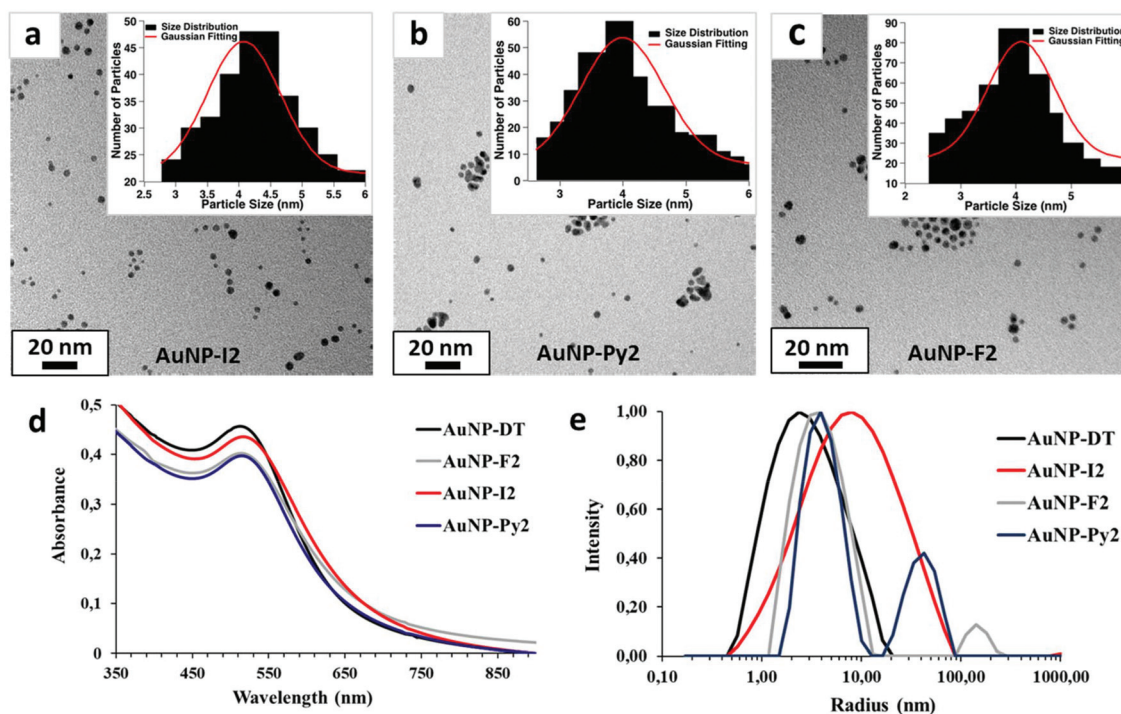 a
Size Distribution
Gaussian Fitting
Number of Particles
50
45
40
35
30
25
20
2.5 3 3.5 4 4.5 5 5.5 6
Particle Size (nm)
20 nm
AuNP-I2
b
Size Distribution
Gaussian Fitting
Number of Particles
60
50
40
30
20
10
0
3 4 5 6
Particle Size (nm)
20 nm
AuNP-Py2
c
Size Distribution
Gaussian Fitting
Number of Particles
90
80
70
60
50
40
30
20
10
2 3 4 5
Particle Size (nm)
20 nm
AuNP-F2
d
Absorbance
0,5
0,4
0,3
0,2
0,1
0
350 450 550 650 750 850
Wavelength (nm)
AuNP-DT
AuNP-F2
AuNP-I2
AuNP-Py2
e
Intensity
1,00
0,80
0,60
0,40
0,20
0,00
0,10 1,00 10,00 100,00 1000,00
Radius (nm)
AuNP-DT
AuNP-I2
AuNP-F2
AuNP-Py2